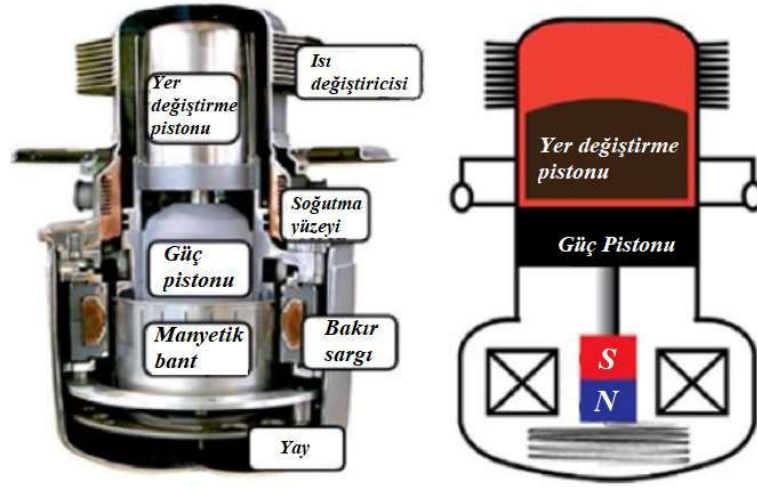 Yer
değiştirme
pistonu
Isı
değiştiricisi
Soğutma
yüzeyi
Güç
pistonu
Manyetik
bant
Bakır
sargı
Yay
Yer değiştirme
pistonu
Güç Pistonu
S
N